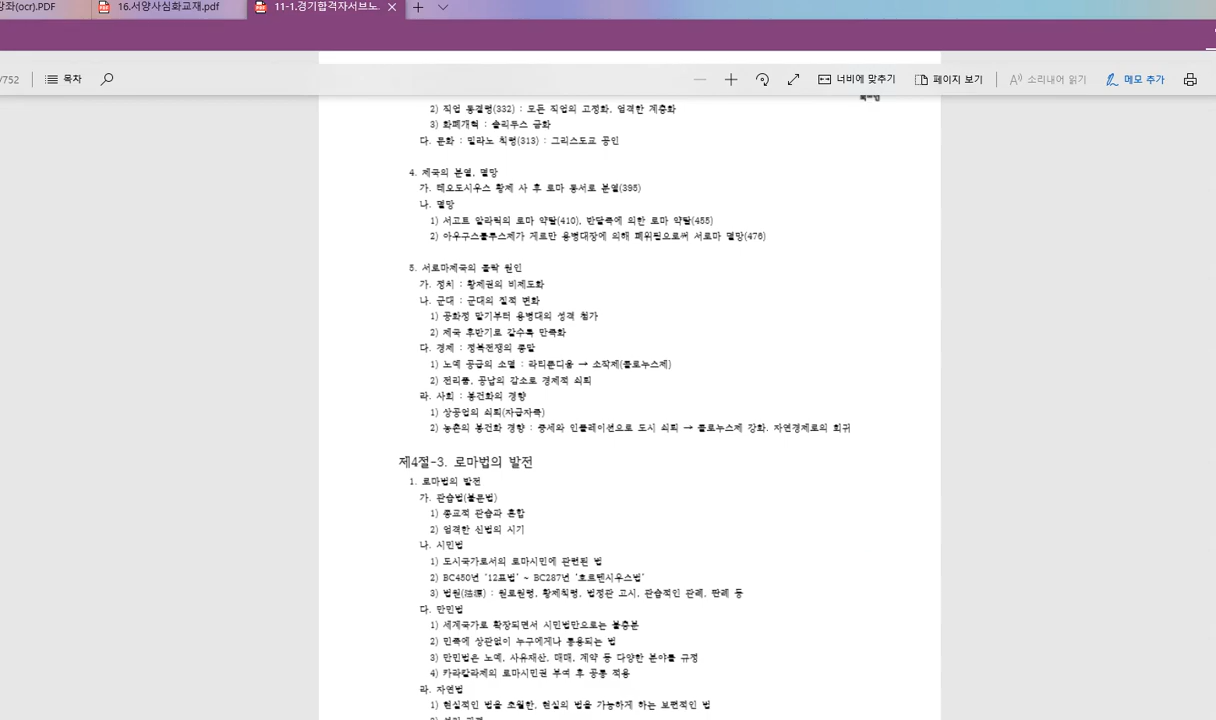 강좌(ocr).PDF
16.서양사심화교재.pdf
11-1.경기합격자서브노.
/752
목차
너비에 맞추기
페이지 보기
소리내어 읽기
메모 추가
2) 직업 동결령(332) : 모든 직업의 고정화, 엄격한 계층화
3) 화폐개혁 : 솔리두스 금화
다. 문화 : 밀라노 칙령(313) : 그리스도교 공인
4. 제국의 분열, 멸망
가. 테오도시우스 황제 사 후 로마 동서로 분열(395)
나. 멸망
1) 서고트 알라릭의 로마 약탈(410), 반달족에 의한 로마 약탈(455)
2) 아우구스툴루스제가 게르만 용병대장에 의해 폐위됨으로써 서로마 멸망(476)
5. 서로마제국의 몰락 원인
가. 정치 : 황제권의 비제도화
나. 군대 : 군대의 질적 변화
1) 공화정 말기부터 용병대의 성격 첨가
2) 제국 후반기로 갈수록 만족화
다. 경제 : 정복전쟁의 종말
1) 노예 공급의 소멸 : 라티푼디움 → 소작제(콜로누스제)
2) 전리품, 공납의 감소로 경제적 쇠퇴
라. 사회 : 봉건화의 경향
1) 상공업의 쇠퇴(자급자족)
2) 농촌의 봉건화 경향 : 중세와 인플레이션으로 도시 쇠퇴 → 콜로누스제 강화. 자연경제로의 회귀
제4절-3. 로마법의 발전
1. 로마법의 발전
가. 관습법(불문법)
1) 종교적 관습과 혼합
2) 엄격한 신법의 시기
나. 시민법
1) 도시국가로서의 로마시민에 관련된 법
2) BC450년 '12표법' ~ BC287년 '호르텐시우스법'
3) 법원(法源) : 원로원령, 황제칙령, 법정관 고시, 관습적인 관례, 판례 등
다. 만민법
1) 세계국가로 확장되면서 시민법만으로는 불충분
2) 민족에 상관없이 누구에게나 통용되는 법
3) 만민법은 노예, 사유재산, 매매, 계약 등 다양한 분야를 규정
4) 카라칼라제의 로마시민권 부여 후 공통 적용
라. 자연법
1) 현실적인 법을 초월한, 현실의 법을 가능하게 하는 보편적인 법